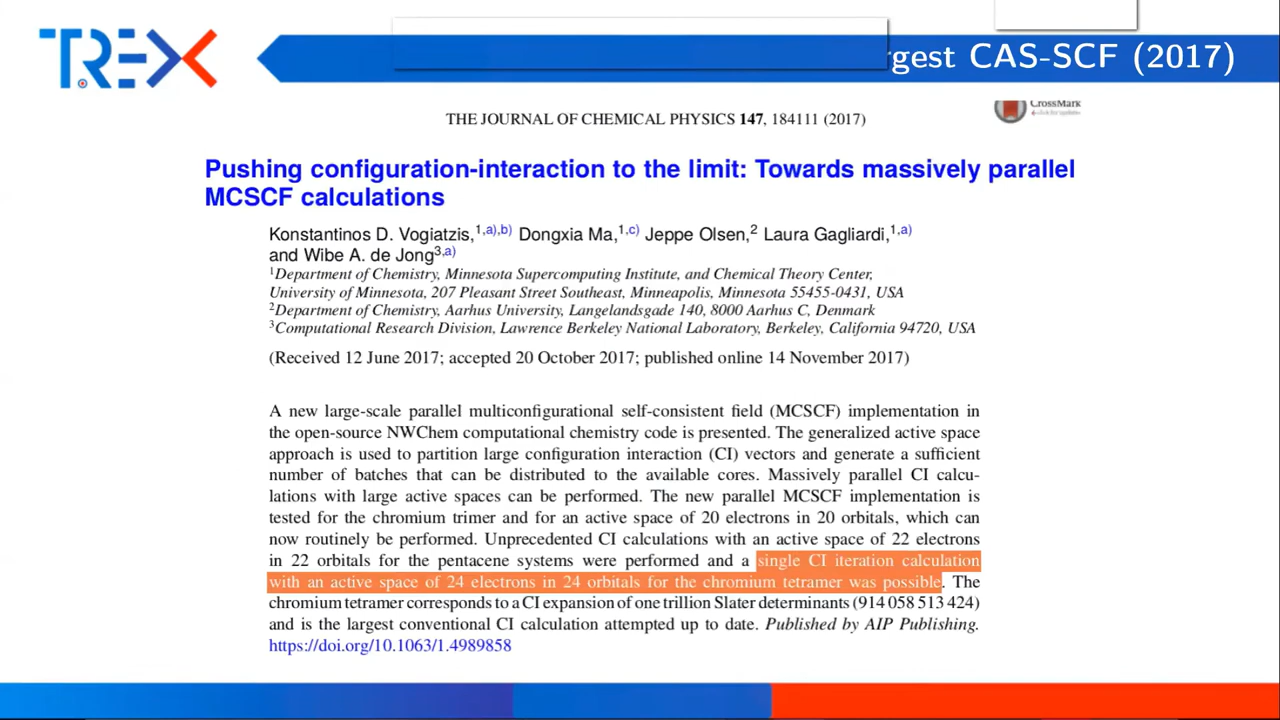 TREX
rgest CAS-SCF (2017)
CrossMark
THE JOURNAL OF CHEMICAL PHYSICS 147, 184111 (2017)
Pushing configuration-interaction to the limit: Towards massively parallel
MCSCF calculations
Konstantinos D. Vogiatzis,1,a),b) Dongxia Ma,1,c) Jeppe Olsen,2 Laura Gagliardi,1,a)
and Wibe A. de Jong3,a)
1Department of Chemistry, Minnesota Supercomputing Institute, and Chemical Theory Center,
University of Minnesota, 207 Pleasant Street Southeast, Minneapolis, Minnesota 55455-0431, USA
2Department of Chemistry, Aarhus University, Langelandsgade 140, 8000 Aarhus C, Denmark
3Computational Research Division, Lawrence Berkeley National Laboratory, Berkeley, California 94720, USA
(Received 12 June 2017; accepted 20 October 2017; published online 14 November 2017)
A new large-scale parallel multiconfigurational self-consistent field (MCSCF) implementation in
the open-source NWChem computational chemistry code is presented. The generalized active space
approach is used to partition large configuration interaction (CI) vectors and generate a sufficient
number of batches that can be distributed to the available cores. Massively parallel CI calcu-
lations with large active spaces can be performed. The new parallel MCSCF implementation is
tested for the chromium trimer and for an active space of 20 electrons in 20 orbitals, which can
now routinely be performed. Unprecedented CI calculations with an active space of 22 electrons
in 22 orbitals for the pentacene systems were performed and a single CI iteration calculation
with an active space of 24 electrons in 24 orbitals for the chromium tetramer was possible. The
chromium tetramer corresponds to a CI expansion of one trillion Slater determinants (914 058 513 424)
and is the largest conventional CI calculation attempted up to date. Published by AIP Publishing.
https://doi.org/10.1063/1.4989858